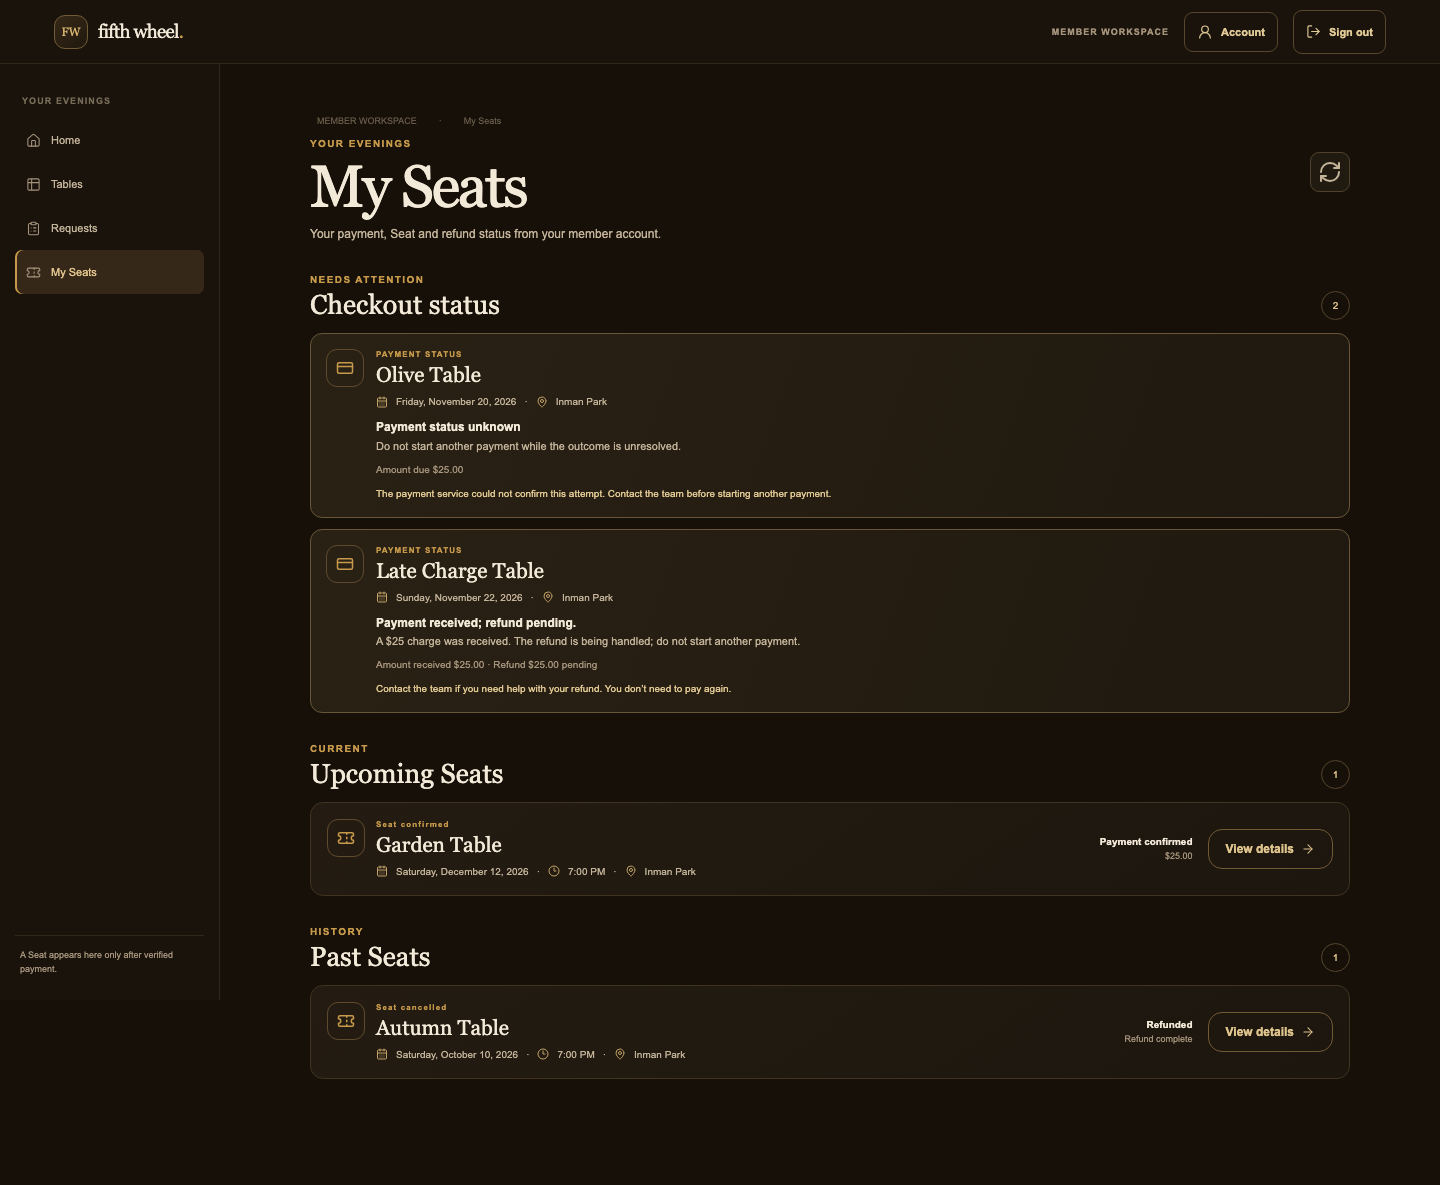 FW
fifth wheel.
MEMBER WORKSPACE
Account
Sign out
YOUR EVENINGS
Home
Tables
Requests
My Seats
A Seat appears here only after verified
payment.
MEMBER WORKSPACE · My Seats
YOUR EVENINGS
My Seats
Your payment, Seat and refund status from your member account.
NEEDS ATTENTION
Checkout status
2
PAYMENT STATUS
Olive Table
Friday, November 20, 2026 · Inman Park
Payment status unknown
Do not start another payment while the outcome is unresolved.
Amount due $25.00
The payment service could not confirm this attempt. Contact the team before starting another payment.
PAYMENT STATUS
Late Charge Table
Sunday, November 22, 2026 · Inman Park
Payment received; refund pending.
A $25 charge was received. The refund is being handled; do not start another payment.
Amount received $25.00 · Refund $25.00 pending
Contact the team if you need help with your refund. You don’t need to pay again.
CURRENT
Upcoming Seats
1
Seat confirmed
Garden Table
Saturday, December 12, 2026 · 7:00 PM · Inman Park
Payment confirmed
$25.00
View details
HISTORY
Past Seats
1
Seat cancelled
Autumn Table
Saturday, October 10, 2026 · 7:00 PM · Inman Park
Refunded
Refund complete
View details